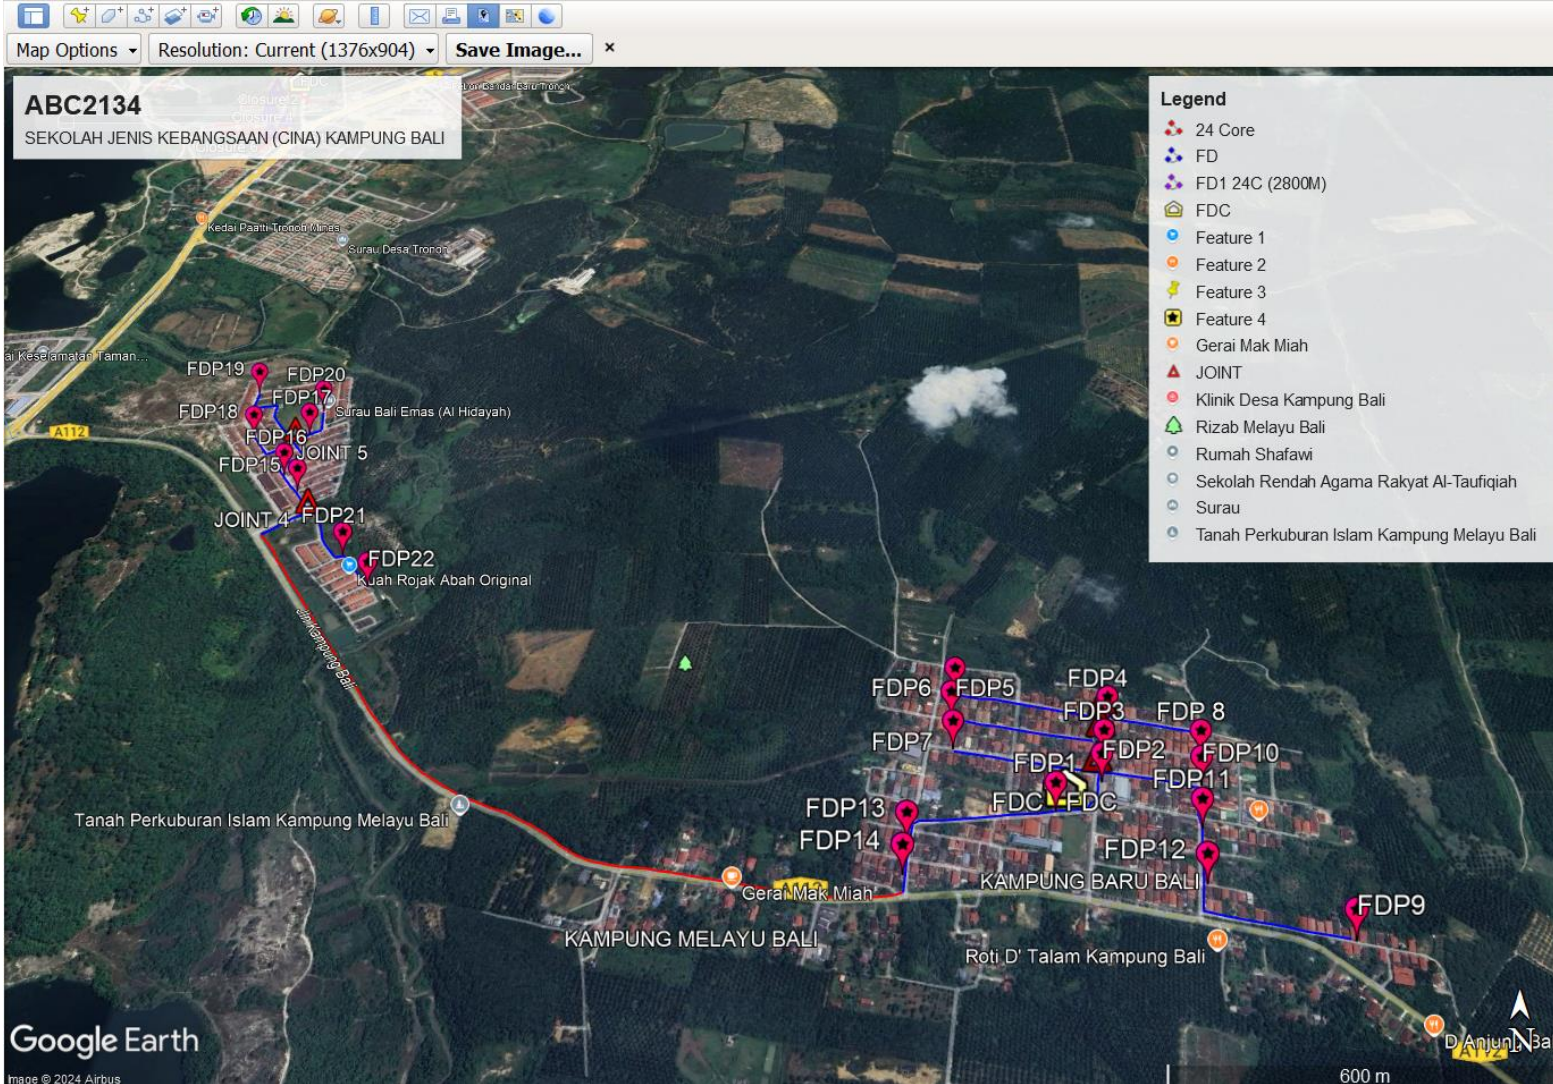 Map Options
Resolution: Current (1376x904)
Save Image...
ABC2134
SEKOLAH JENIS KEBANGSAAN (CINA) KAMPUNG BALI
Legend
24 Core
FD
FD1 24C (2800M)
FDC
Feature 1
Feature 2
Feature 3
Feature 4
Gerai Mak Miah
JOINT
Klinik Desa Kampung Bali
Rizab Melayu Bali
Rumah Shafawi
Sekolah Rendah Agama Rakyat Al-Taufiqiah
Surau
Tanah Perkuburan Islam Kampung Melayu Bali
Kedai Paatti Tronoh Mines
Surau Desa Tronoh
ai Keselamatan Taman...
FDP19
FDP20
FDP17
FDP18
Surau Bali Emas (Al Hidayah)
A112
FDP16
JOINT 5
FDP15
JOINT 4
FDP21
FDP22
Kuah Rojak Abah Original
Jln Kampung Bali
FDP6
FDP5
FDP4
FDP3
FDP 8
FDP7
FDP2
FDP10
FDP1
FDP11
FDC
FDC
FDP13
Tanah Perkuburan Islam Kampung Melayu Bali
FDP14
FDP12
KAMPUNG BARU BALI
Gerai Mak Miah
FDP9
KAMPUNG MELAYU BALI
Roti D' Talam Kampung Bali
Google Earth
N
A112
600 m
Image © 2024 Airbus